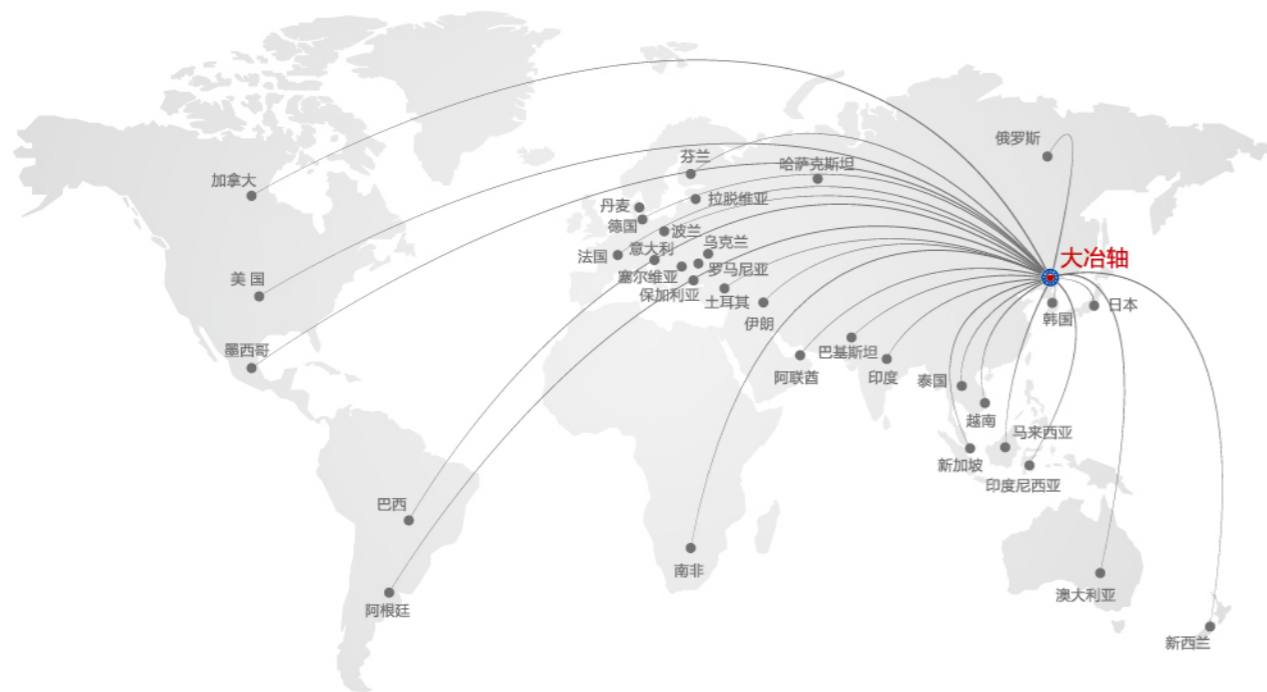 俄罗斯
芬兰
哈萨克斯坦
加拿大
拉脱维亚
丹麦
德国
波兰
乌克兰
意大利
法国
大冶轴
罗马尼亚
塞尔维亚
美 国
保加利亚
土耳其
日本
韩国
伊朗
墨西哥
巴基斯坦
阿联酋
印度
泰国
越南
马来西亚
新加坡
印度尼西亚
巴西
南非
澳大利亚
阿根廷
新西兰